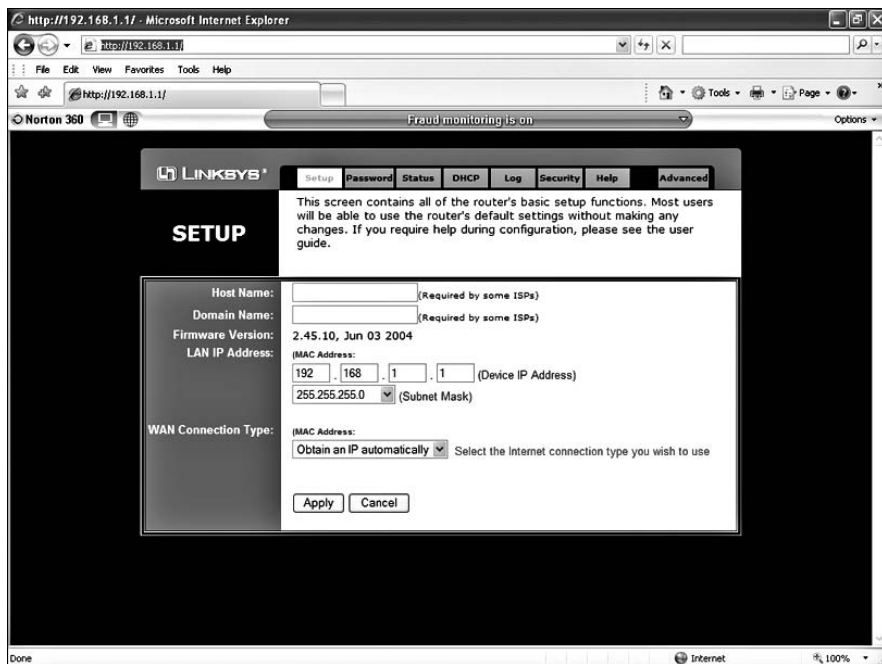 http://192.168.1.1/ - Microsoft Internet Explorer
http://192.168.1.1/
File Edit View Favorites Tools Help
http://192.168.1.1/
Tools Page
Norton 360 Fraud monitoring is on Options
LINKSYS®
Setup Password Status DHCP Log Security Help Advanced
SETUP
This screen contains all of the router's basic setup functions. Most users
will be able to use the router's default settings without making any
changes. If you require help during configuration, please see the user
guide.
Host Name: (Required by some ISPs)
Domain Name: (Required by some ISPs)
Firmware Version: 2.45.10, Jun 03 2004
LAN IP Address: (MAC Address:
192 . 168 . 1 . 1 (Device IP Address)
255.255.255.0 (Subnet Mask)
WAN Connection Type: (MAC Address:
Obtain an IP automatically Select the Internet connection type you wish to use
Apply Cancel
Done Internet 100%